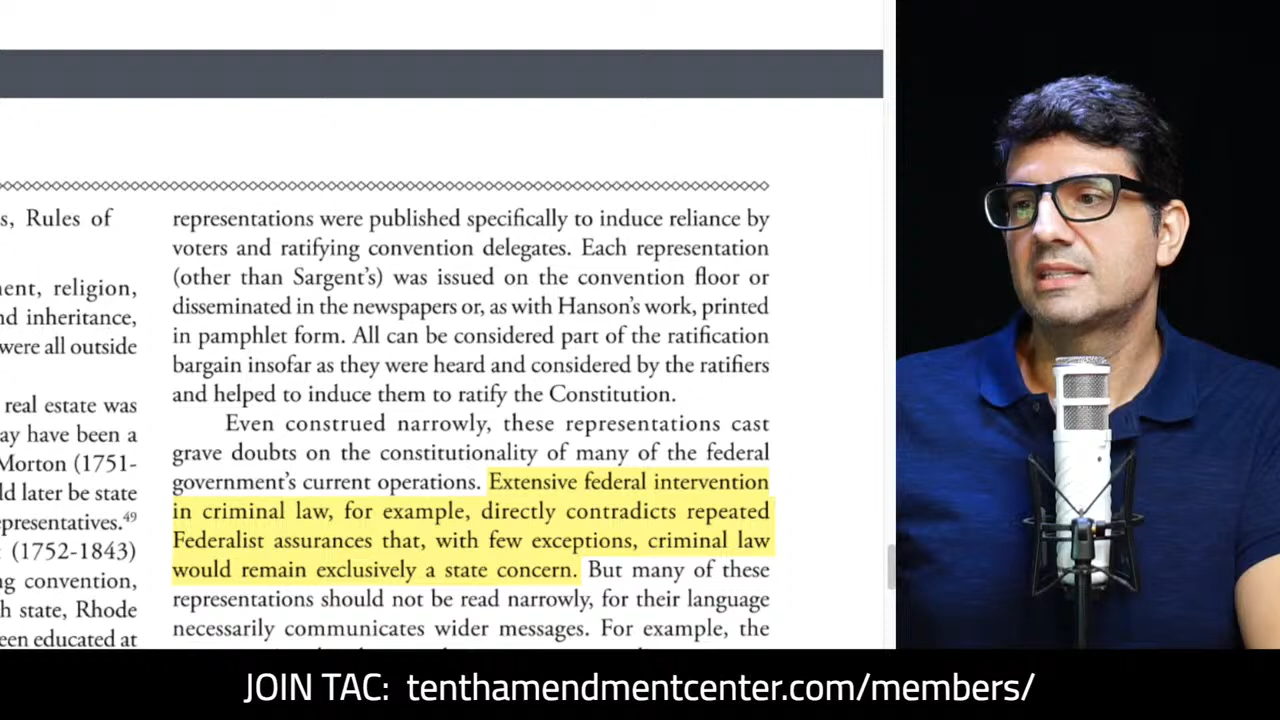 s, Rules of
ent, religion,
nd inheritance,
were all outside
real estate was
ay have been a
Morton (1751-
ld later be state
epresentatives.⁴⁹
(1752-1843)
ng convention,
h state, Rhode
een educated at
representations were published specifically to induce reliance by
voters and ratifying convention delegates. Each representation
(other than Sargent's) was issued on the convention floor or
disseminated in the newspapers or, as with Hanson's work, printed
in pamphlet form. All can be considered part of the ratification
bargain insofar as they were heard and considered by the ratifiers
and helped to induce them to ratify the Constitution.
Even construed narrowly, these representations cast
grave doubts on the constitutionality of many of the federal
government's current operations. Extensive federal intervention
in criminal law, for example, directly contradicts repeated
Federalist assurances that, with few exceptions, criminal law
would remain exclusively a state concern. But many of these
representations should not be read narrowly, for their language
necessarily communicates wider messages. For example, the
JOIN TAC: tenthamendmentcenter.com/members/